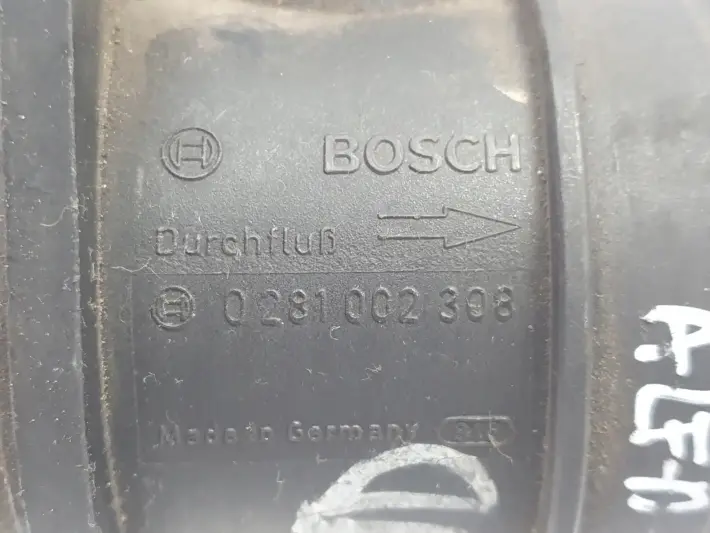 BOSCH
Durchfluß
0 281 002 308
Made in Germany